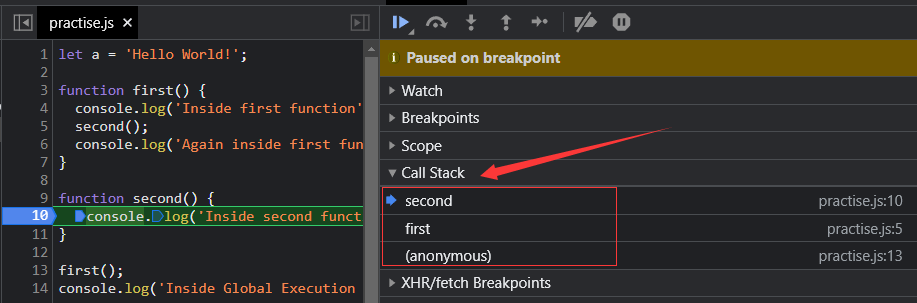 practise.js ×
1 let a = 'Hello World!';
2
3 function first() {
4 console.log('Inside first function'
5 second();
6 console.log('Again inside first fun
7 }
8
9 function second() {
10 console.log('Inside second funct
11 }
12
13 first();
14 console.log('Inside Global Execution
Paused on breakpoint
Watch
Breakpoints
Scope
Call Stack
second practise.js:10
first practise.js:5
(anonymous) practise.js:13
XHR/fetch Breakpoints